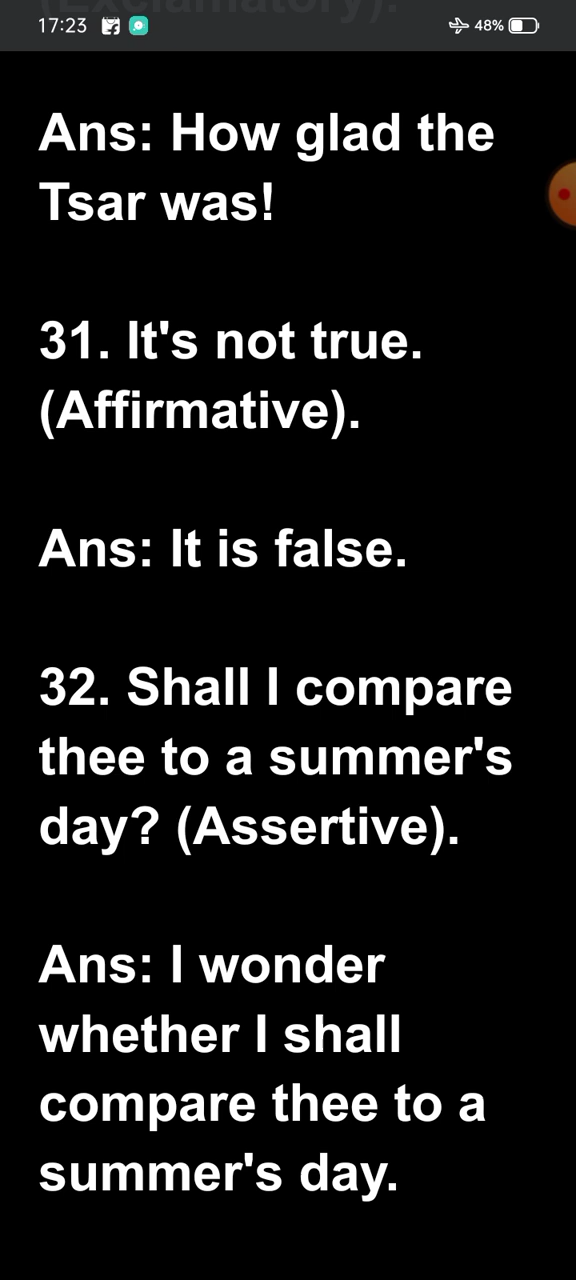 (Exclamatory).
17:23
48%
Ans: How glad the
Tsar was!
31. It's not true.
(Affirmative).
Ans: It is false.
32. Shall I compare
thee to a summer's
day? (Assertive).
Ans: I wonder
whether I shall
compare thee to a
summer's day.